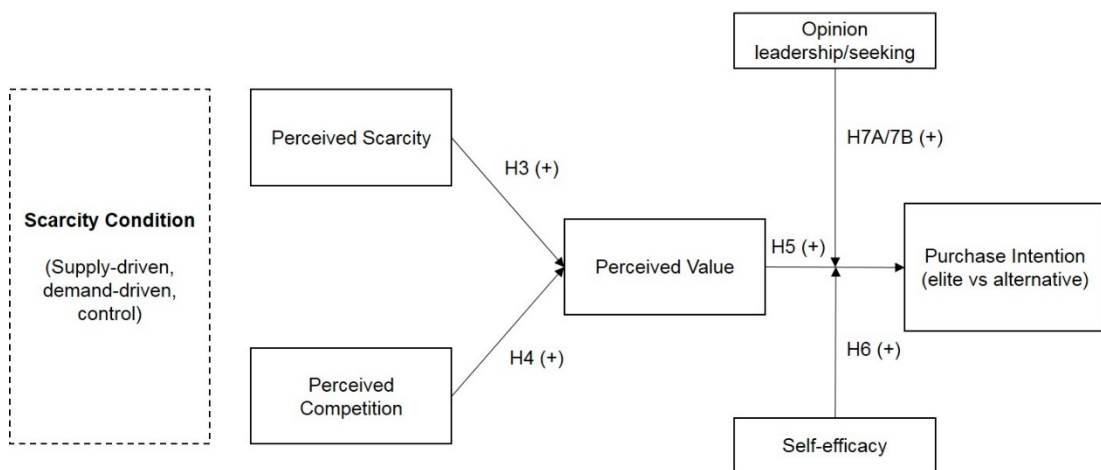 Scarcity Condition
(Supply-driven,
demand-driven,
control)
Perceived Scarcity
H3 (+)
Perceived
Competition
H4 (+)
Perceived Value
H5 (+)
Opinion
leadership/seeking
H7A/7B (+)
Purchase Intention
(elite vs alternative)
H6 (+)
Self-efficacy